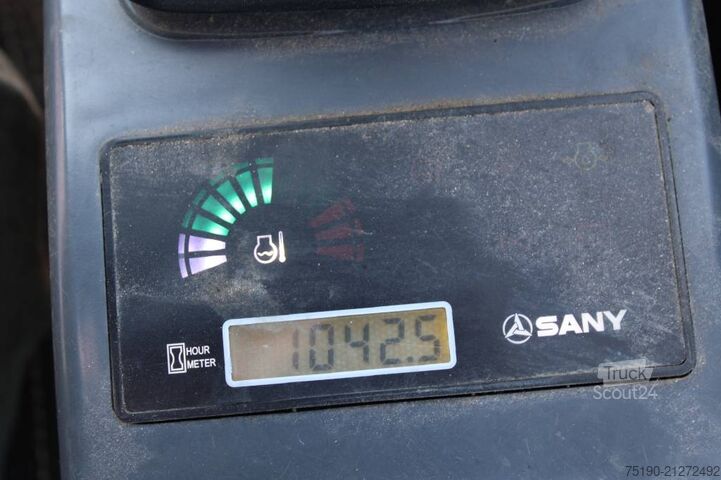 HOUR
METER
1042.5
SANY
Truck
Scout24
75190-21272492